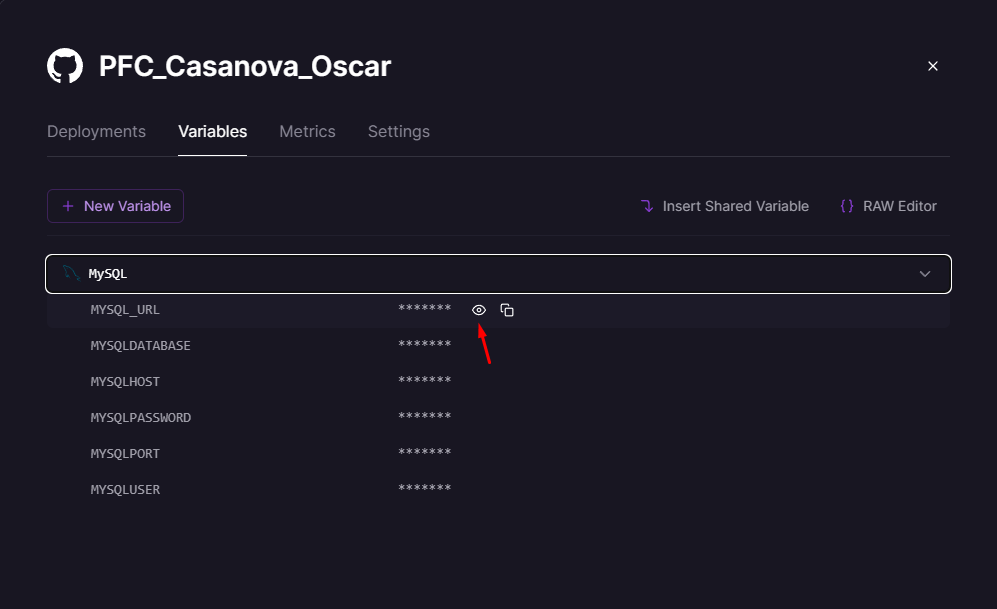 PFC_Casanova_Oscar
Deployments Variables Metrics Settings
+ New Variable Insert Shared Variable {} RAW Editor
MySQL
MYSQL_URL *******
MYSQLDATABASE *******
MYSQLHOST *******
MYSQLPASSWORD *******
MYSQLPORT *******
MYSQLUSER *******